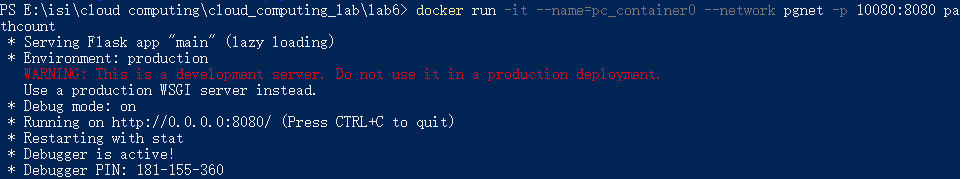 PS E:\isi\cloud computing\cloud_computing_lab\lab6> docker run -it --name=pc_container0 --network pgnet -p 10080:8080 pa
thcount
* Serving Flask app "main" (lazy loading)
* Environment: production
WARNING: This is a development server. Do not use it in a production deployment.
Use a production WSGI server instead.
* Debug mode: on
* Running on http://0.0.0.0:8080/ (Press CTRL+C to quit)
* Restarting with stat
* Debugger is active!
* Debugger PIN: 181-155-360